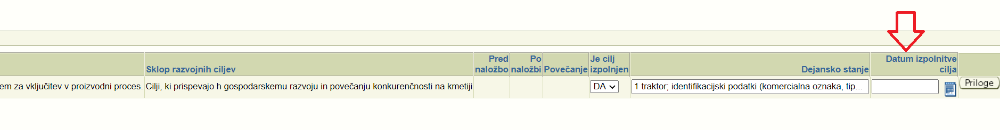 Sklop razvojnih ciljev
Pred naložbo
Po naložbi
Povečanje
Je cilj izpolnjen
Dejansko stanje
Datum izpolnitve cilja
em za vključitev v proizvodni proces.
Cilji, ki prispevajo h gospodarskemu razvoju in povečanju konkurenčnosti na kmetiji
DA
1 traktor; identifikacijski podatki (komercialna oznaka, tip...
Priloge